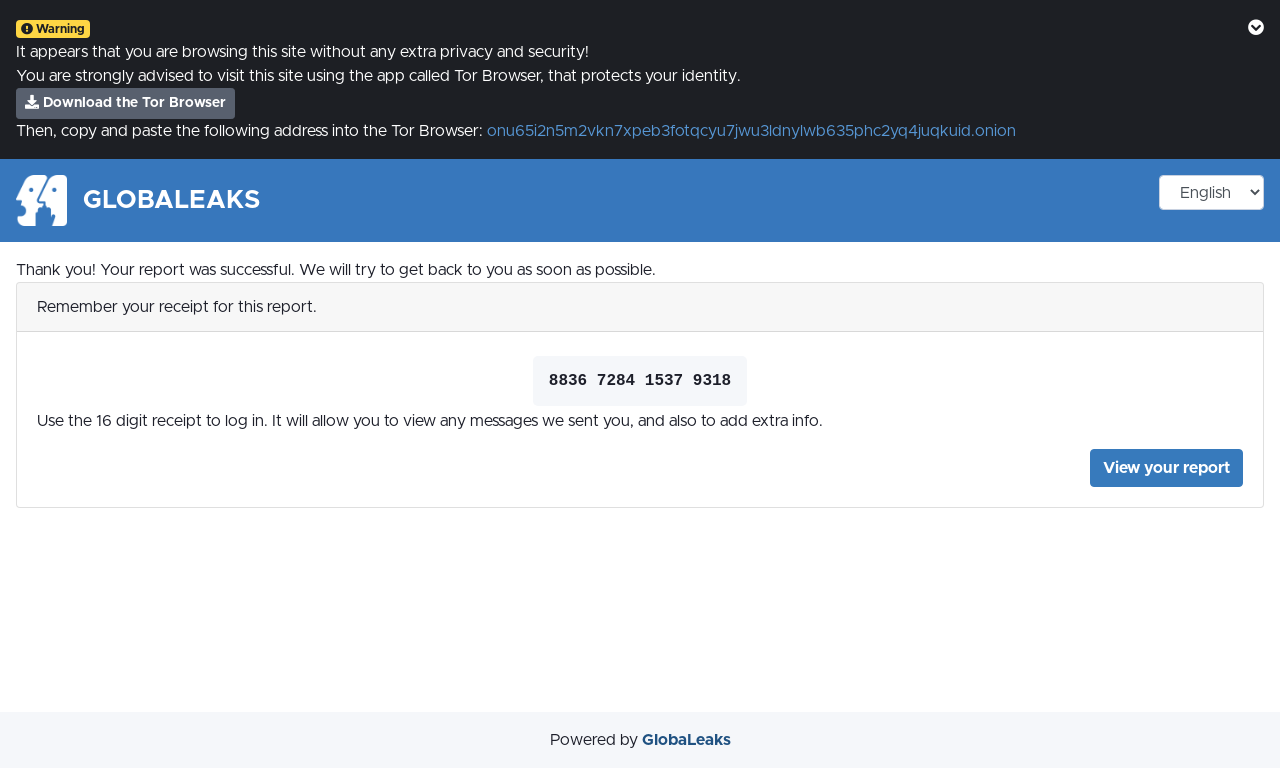 Warning
It appears that you are browsing this site without any extra privacy and security!
You are strongly advised to visit this site using the app called Tor Browser, that protects your identity.
Download the Tor Browser
Then, copy and paste the following address into the Tor Browser: onu65i2n5m2vkn7xpeb3fotqcyu7jwu3ldnylwb635phc2yq4juqkuid.onion
GLOBALEAKS
English
Thank you! Your report was successful. We will try to get back to you as soon as possible.
Remember your receipt for this report.
8836 7284 1537 9318
Use the 16 digit receipt to log in. It will allow you to view any messages we sent you, and also to add extra info.
View your report
Powered by GlobaLeaks